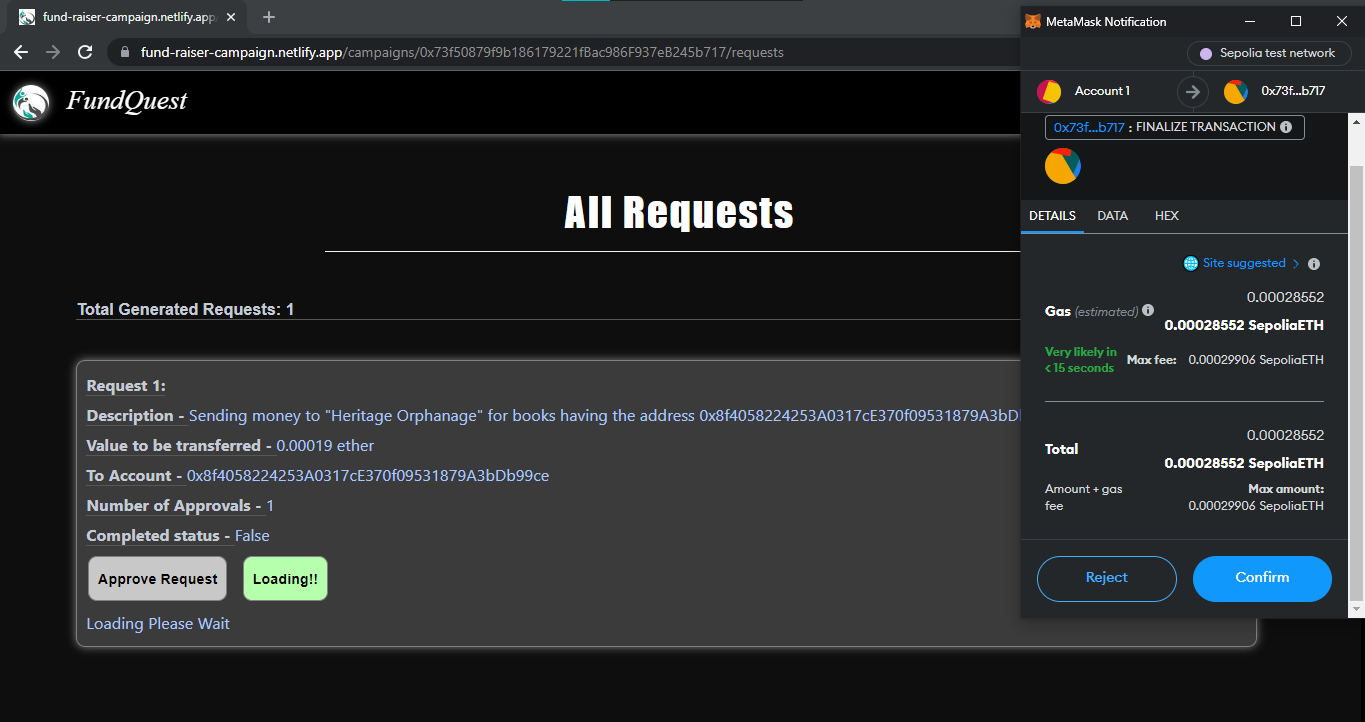 fund-raiser-campaign.netlify.app
fund-raiser-campaign.netlify.app/campaigns/0x73f50879f9b186179221fBac986F937eB245b717/requests
FundQuest
All Requests
Total Generated Requests: 1
Request 1:
Description - Sending money to "Heritage Orphanage" for books having the address 0x8f4058224253A0317cE370f09531879A3bDb
Value to be transferred - 0.00019 ether
To Account - 0x8f4058224253A0317cE370f09531879A3bDb99ce
Number of Approvals - 1
Completed status - False
Approve Request
Loading!!
Loading Please Wait
MetaMask Notification
Sepolia test network
Account 1
0x73f...b717
0x73f...b717 : FINALIZE TRANSACTION
DETAILS
DATA
HEX
Site suggested
0.00028552
Gas (estimated)
0.00028552 SepoliaETH
Very likely in < 15 seconds
Max fee: 0.00029906 SepoliaETH
0.00028552
Total
0.00028552 SepoliaETH
Amount + gas fee
Max amount:
0.00029906 SepoliaETH
Reject
Confirm